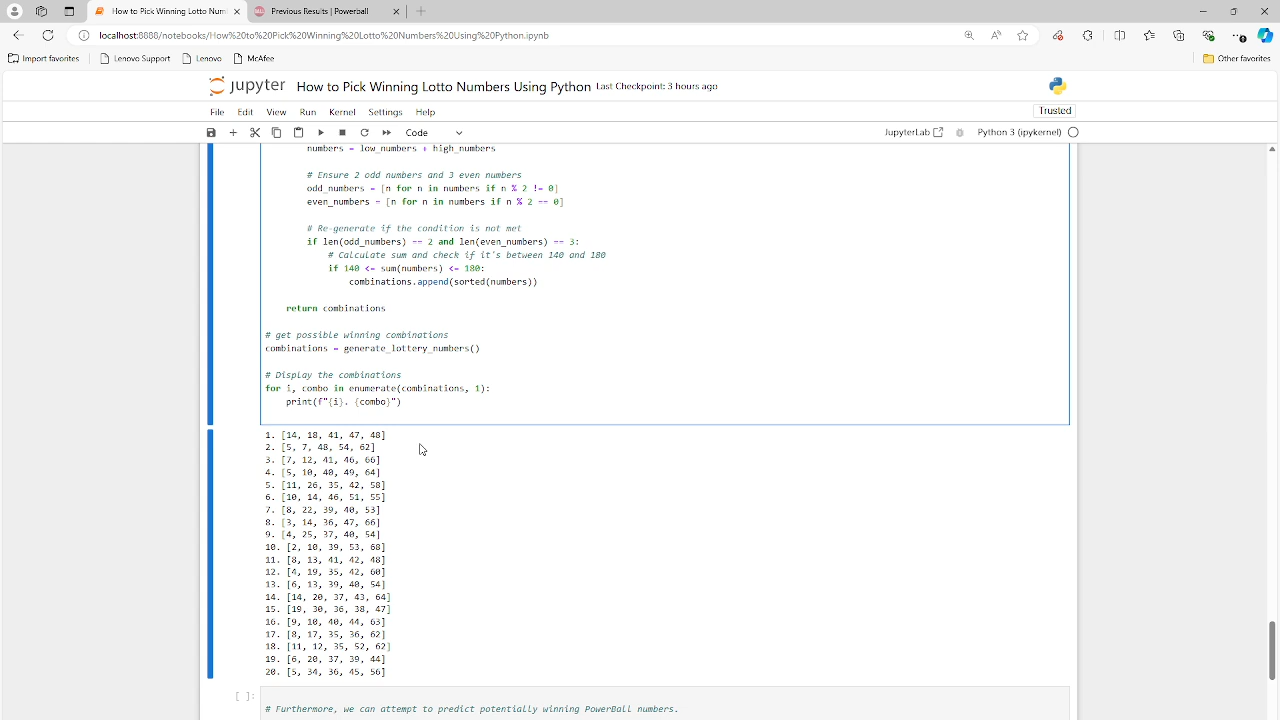 How to Pick Winning Lotto Num
Previous Results | Powerball
localhost:8888/notebooks/How%20to%20Pick%20Winning%20Lotto%20Numbers%20Using%20Python.ipynb
Import favorites
Lenovo Support
Lenovo
McAfee
Other favorites
jupyter
How to Pick Winning Lotto Numbers Using Python
Last Checkpoint: 3 hours ago
File Edit View Run Kernel Settings Help
Trusted
Code
JupyterLab
Python 3 (ipykernel)
numbers = low_numbers + high_numbers
# Ensure 2 odd numbers and 3 even numbers
odd_numbers = [n for n in numbers if n % 2 != 0]
even_numbers = [n for n in numbers if n % 2 == 0]
# Re-generate if the condition is not met
if len(odd_numbers) == 2 and len(even_numbers) == 3:
# Calculate sum and check if it's between 140 and 180
if 140 <= sum(numbers) <= 180:
combinations.append(sorted(numbers))
return combinations
# get possible winning combinations
combinations = generate_lottery_numbers()
# Display the combinations
for i, combo in enumerate(combinations, 1):
print(f"{i}. {combo}")
1. [14, 18, 41, 47, 48]
2. [5, 7, 48, 54, 62]
3. [7, 12, 41, 46, 66]
4. [5, 10, 40, 49, 64]
5. [11, 26, 35, 42, 58]
6. [10, 14, 46, 51, 55]
7. [8, 22, 39, 40, 53]
8. [3, 14, 36, 47, 66]
9. [4, 25, 37, 40, 54]
10. [2, 10, 39, 53, 68]
11. [8, 13, 41, 42, 48]
12. [4, 19, 35, 42, 60]
13. [6, 13, 39, 40, 54]
14. [14, 20, 37, 43, 64]
15. [19, 30, 36, 38, 47]
16. [9, 10, 40, 44, 63]
17. [8, 17, 35, 36, 62]
18. [11, 12, 35, 52, 62]
19. [6, 20, 37, 39, 44]
20. [5, 34, 36, 45, 56]
[ ]:
# Furthermore, we can attempt to predict potentially winning PowerBall numbers.